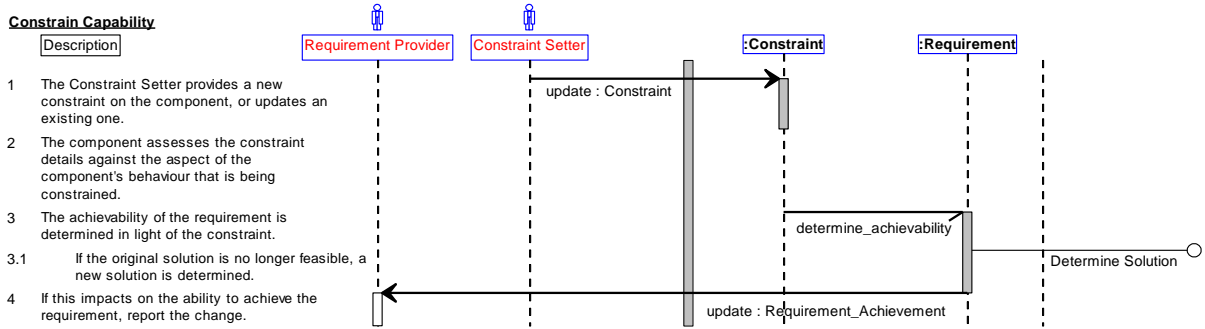 Constrain Capability
Description
Requirement Provider
Constraint Setter
:Constraint
:Requirement
1 The Constraint Setter provides a new
constraint on the component, or updates an
existing one.
update : Constraint
2 The component assesses the constraint
details against the aspect of the
component's behaviour that is being
constrained.
3 The achievability of the requirement is
determined in light of the constraint.
determine_achievability
3.1 If the original solution is no longer feasible, a
new solution is determined.
Determine Solution
4 If this impacts on the ability to achieve the
requirement, report the change.
update : Requirement_Achievement